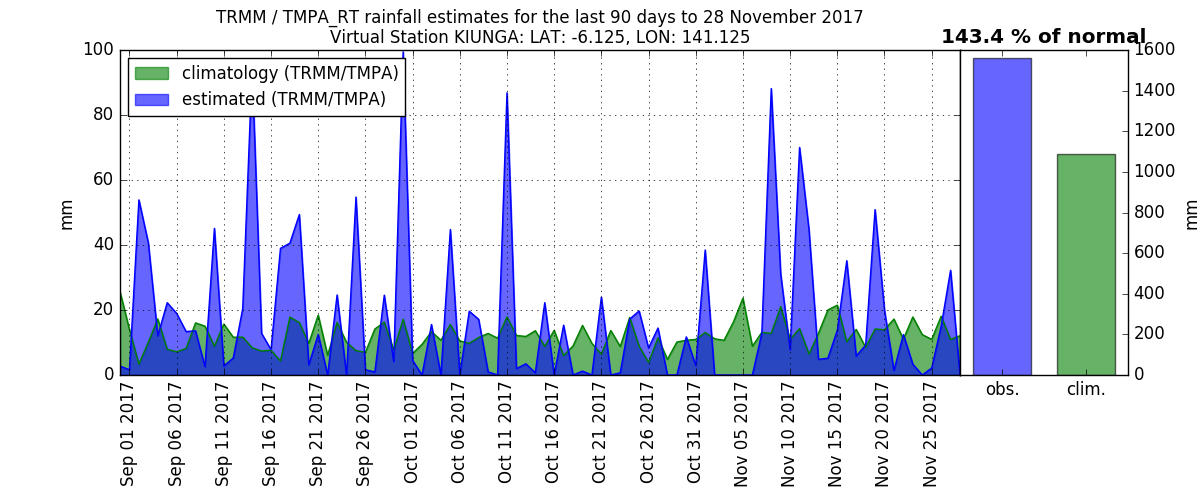 TRMM / TMPA_RT rainfall estimates for the last 90 days to 28 November 2017
Virtual Station KIUNGA: LAT: -6.125, LON: 141.125
143.4 % of normal
climatology (TRMM/TMPA)
estimated (TRMM/TMPA)
100
80
60
40
20
0
mm
1600
1400
1200
1000
800
600
400
200
0
mm
Sep 01 2017
Sep 06 2017
Sep 11 2017
Sep 16 2017
Sep 21 2017
Sep 26 2017
Oct 01 2017
Oct 06 2017
Oct 11 2017
Oct 16 2017
Oct 21 2017
Oct 26 2017
Oct 31 2017
Nov 05 2017
Nov 10 2017
Nov 15 2017
Nov 20 2017
Nov 25 2017
obs.
clim.